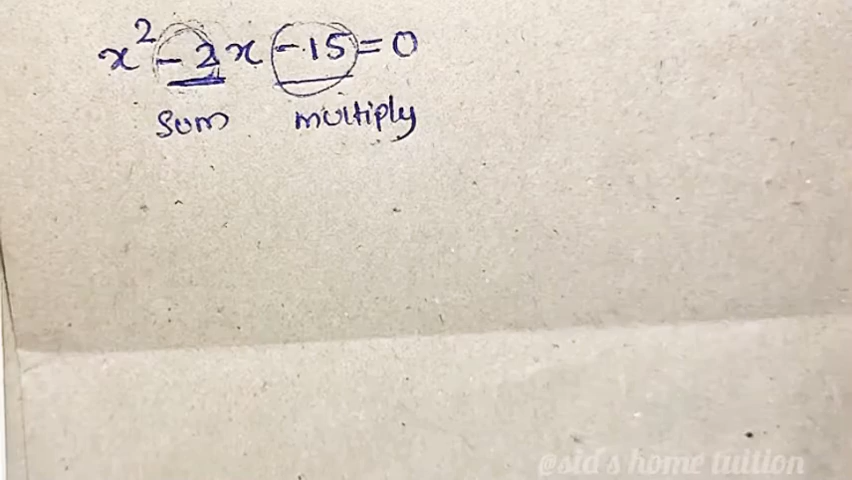 x² - 2x - 15 = 0
sum multiply
@sid's home tuition